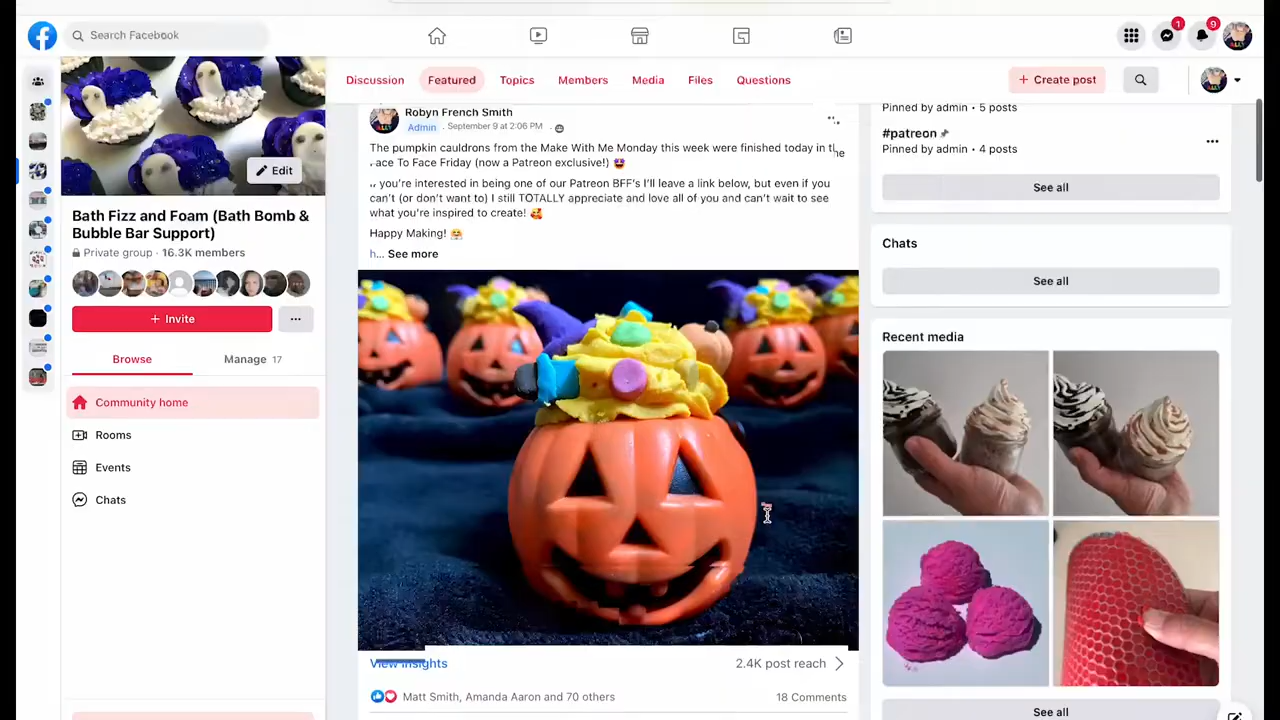 Search Facebook
1
9
Discussion
Featured
Topics
Members
Media
Files
Questions
+ Create post
Edit
Bath Fizz and Foam (Bath Bomb &
Bubble Bar Support)
Private group · 16.3K members
+ Invite
Browse
Manage 17
Community home
Rooms
Events
Chats
Robyn French Smith
Admin · September 9 at 2:06 PM ·
The pumpkin cauldrons from the Make With Me Monday this week were finished today in the
ace To Face Friday (now a Patreon exclusive!)
you're interested in being one of our Patreon BFF's I'll leave a link below, but even if you
can't (or don't want to) I still TOTALLY appreciate and love all of you and can't wait to see
what you're inspired to create!
Happy Making!
h... See more
View Insights
2.4K post reach
Matt Smith, Amanda Aaron and 70 others
18 Comments
Pinned by admin · 5 posts
#patreon
Pinned by admin · 4 posts
See all
Chats
See all
Recent media
See all